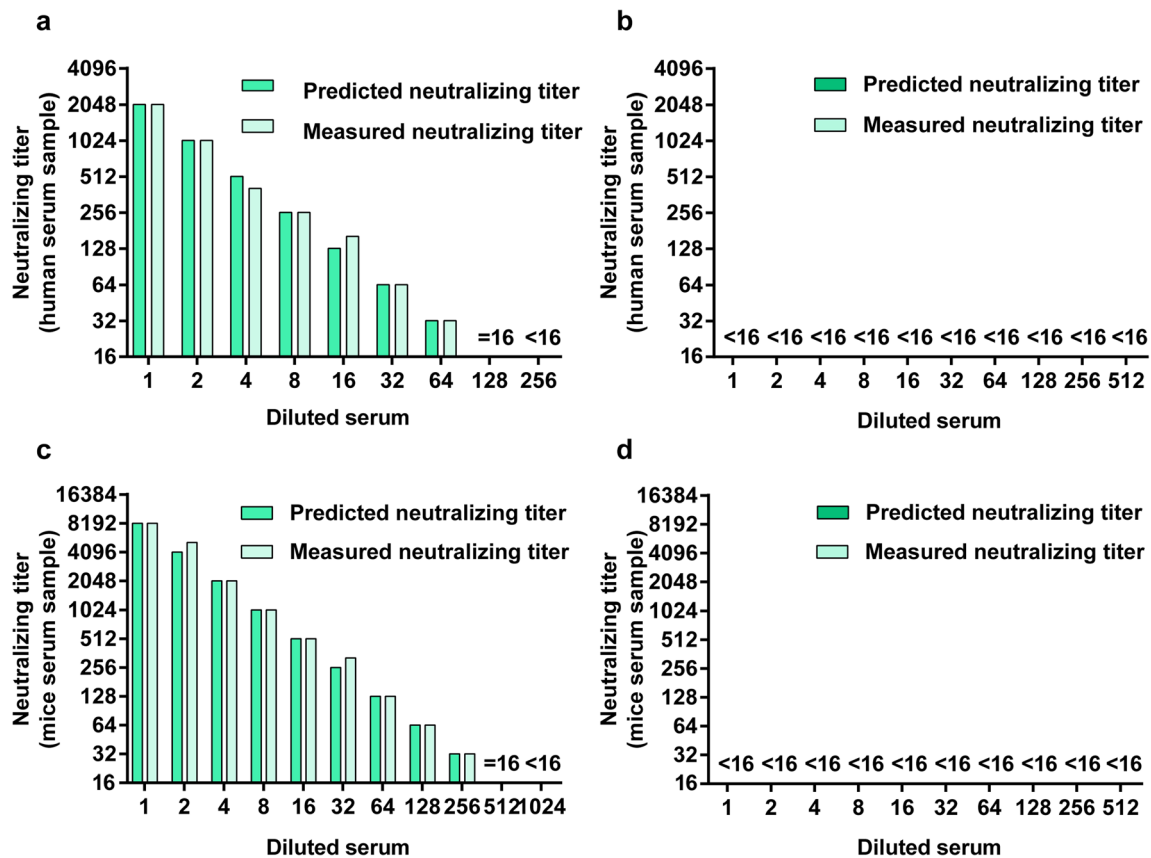 a
Neutralizing titer
(human serum sample)
4096
2048
1024
512
256
128
64
32
16
Predicted neutralizing titer
Measured neutralizing titer
=16 <16
1 2 4 8 16 32 64 128 256
Diluted serum
b
Neutralizing titer
(human serum sample)
4096
2048
1024
512
256
128
64
32
16
Predicted neutralizing titer
Measured neutralizing titer
<16 <16 <16 <16 <16 <16 <16 <16 <16 <16
1 2 4 8 16 32 64 128 256 512
Diluted serum
c
Neutralizing titer
(mice serum sample)
16384
8192
4096
2048
1024
512
256
128
64
32
16
Predicted neutralizing titer
Measured neutralizing titer
=16 <16
1 2 4 8 16 32 64 128 256 512 1024
Diluted serum
d
Neutralizing titer
(mice serum sample)
16384
8192
4096
2048
1024
512
256
128
64
32
16
Predicted neutralizing titer
Measured neutralizing titer
<16 <16 <16 <16 <16 <16 <16 <16 <16 <16
1 2 4 8 16 32 64 128 256 512
Diluted serum